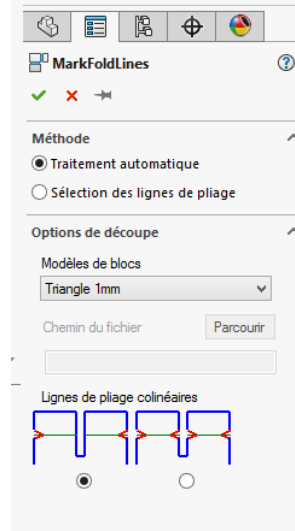 MarkFoldLines
Méthode
Traitement automatique
Sélection des lignes de pliage
Options de découpe
Modèles de blocs
Triangle 1mm
Chemin du fichier Parcourir
Lignes de pliage colinéaires